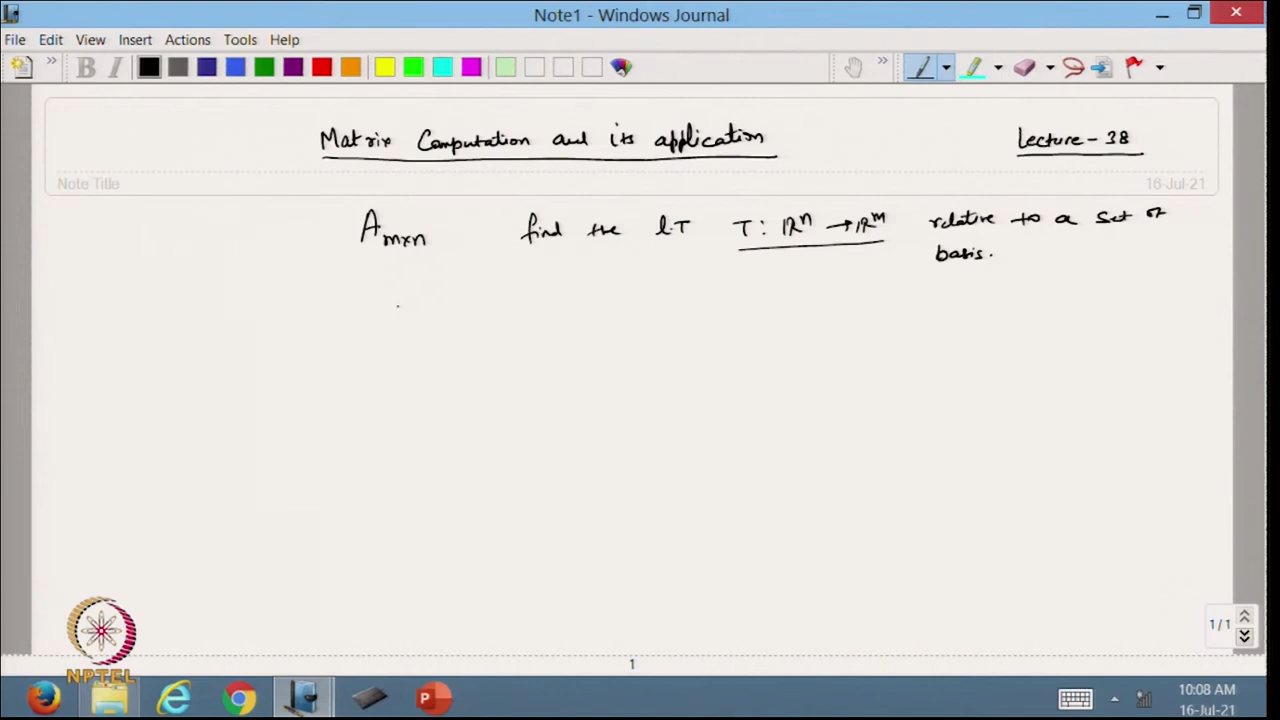 Note1 - Windows Journal
File Edit View Insert Actions Tools Help
B I
Matrix Computation and its application
Lecture - 38
Note Title
16-Jul-21
A m×n find the l.T T : ℝⁿ → ℝᵐ relative to a set of
basis.
1 / 1
NPTEL
1
10:08 AM
16-Jul-21